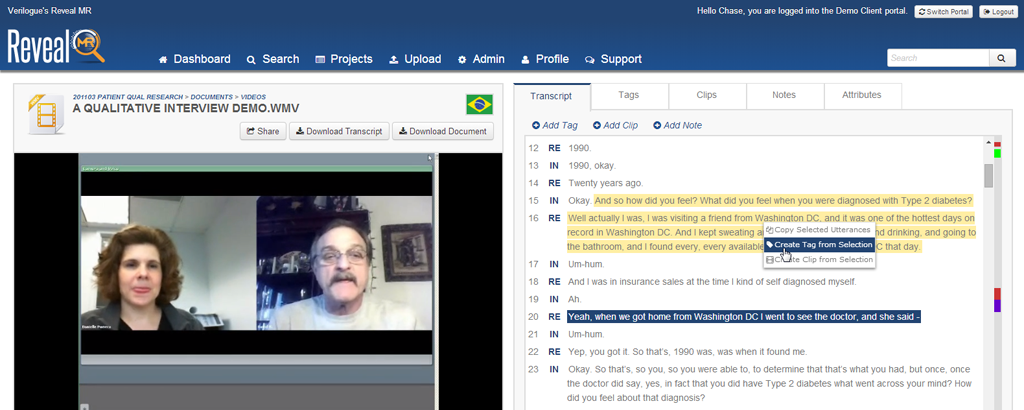 Verilogue's Reveal MR
Hello Chase, you are logged into the Demo Client portal.
Switch Portal
Logout
Reveal MR
Dashboard
Search
Projects
Upload
Admin
Profile
Support
Search
201103 PATIENT QUAL RESEARCH > DOCUMENTS > VIDEOS
A QUALITATIVE INTERVIEW DEMO.WMV
Share
Download Transcript
Download Document
Transcript
Tags
Clips
Notes
Attributes
Add Tag
Add Clip
Add Note
12 RE 1990.
13 IN 1990, okay.
14 RE Twenty years ago.
15 IN Okay. And so how did you feel? What did you feel when you were diagnosed with Type 2 diabetes?
16 RE Well actually I was, I was visiting a friend from Washington DC, and it was one of the hottest days on
record in Washington DC. And I kept sweating a nd drinking, and going to
the bathroom, and I found every, every available C that day.
Copy Selected Utterances
Create Tag from Selection
Create Clip from Selection
17 IN Um-hum.
18 RE And I was in insurance sales at the time I kind of self diagnosed myself.
19 IN Ah.
20 RE Yeah, when we got home from Washington DC I went to see the doctor, and she said -
21 IN Um-hum.
22 RE Yep, you got it. So that's, 1990 was, was when it found me.
23 IN Okay. So that's, so you, so you were able to, to determine that that's what you had, but once, once
the doctor did say, yes, in fact that you did have Type 2 diabetes what went across your mind? How
did you feel about that diagnosis?